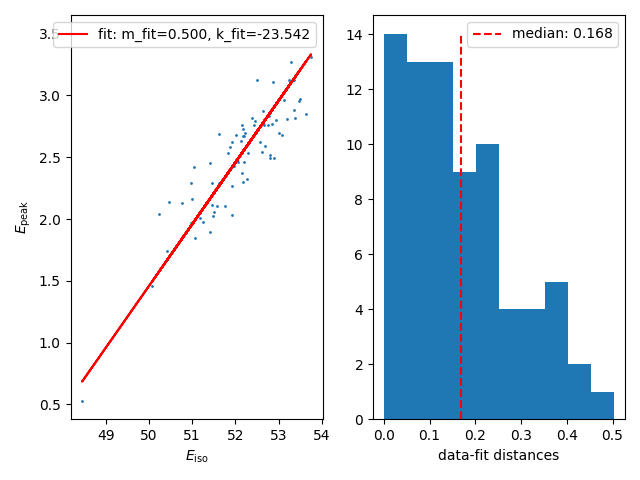 fit: m_fit=0.500, k_fit=-23.542
3.5
3.0
2.5
2.0
1.5
1.0
0.5
E_peak
49 50 51 52 53 54
E_iso
median: 0.168
14
12
10
8
6
4
2
0
0.0 0.1 0.2 0.3 0.4 0.5
data-fit distances